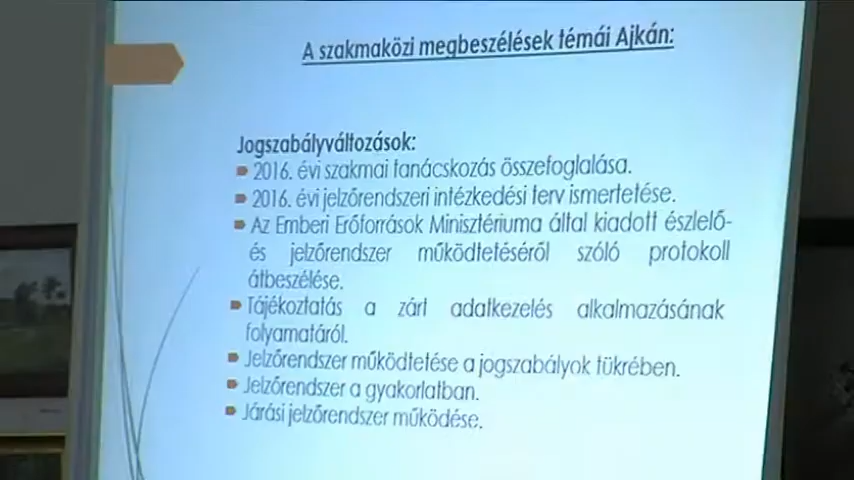 A szakmaközi megbeszélések témái Ajkán:
Jogszabályváltozások:
2016. évi szakmai tanácskozás összefoglalása.
2016. évi jelzőrendszeri intézkedési terv ismertetése.
Az Emberi Erőforrások Minisztériuma által kiadott észlelő-
és jelzőrendszer működtetéséről szóló protokoll
átbeszélése.
Tájékoztatás a zárt adatkezelés alkalmazásának
folyamatáról.
Jelzőrendszer működtetése a jogszabályok tükrében.
Jelzőrendszer a gyakorlatban.
Járási jelzőrendszer működése.